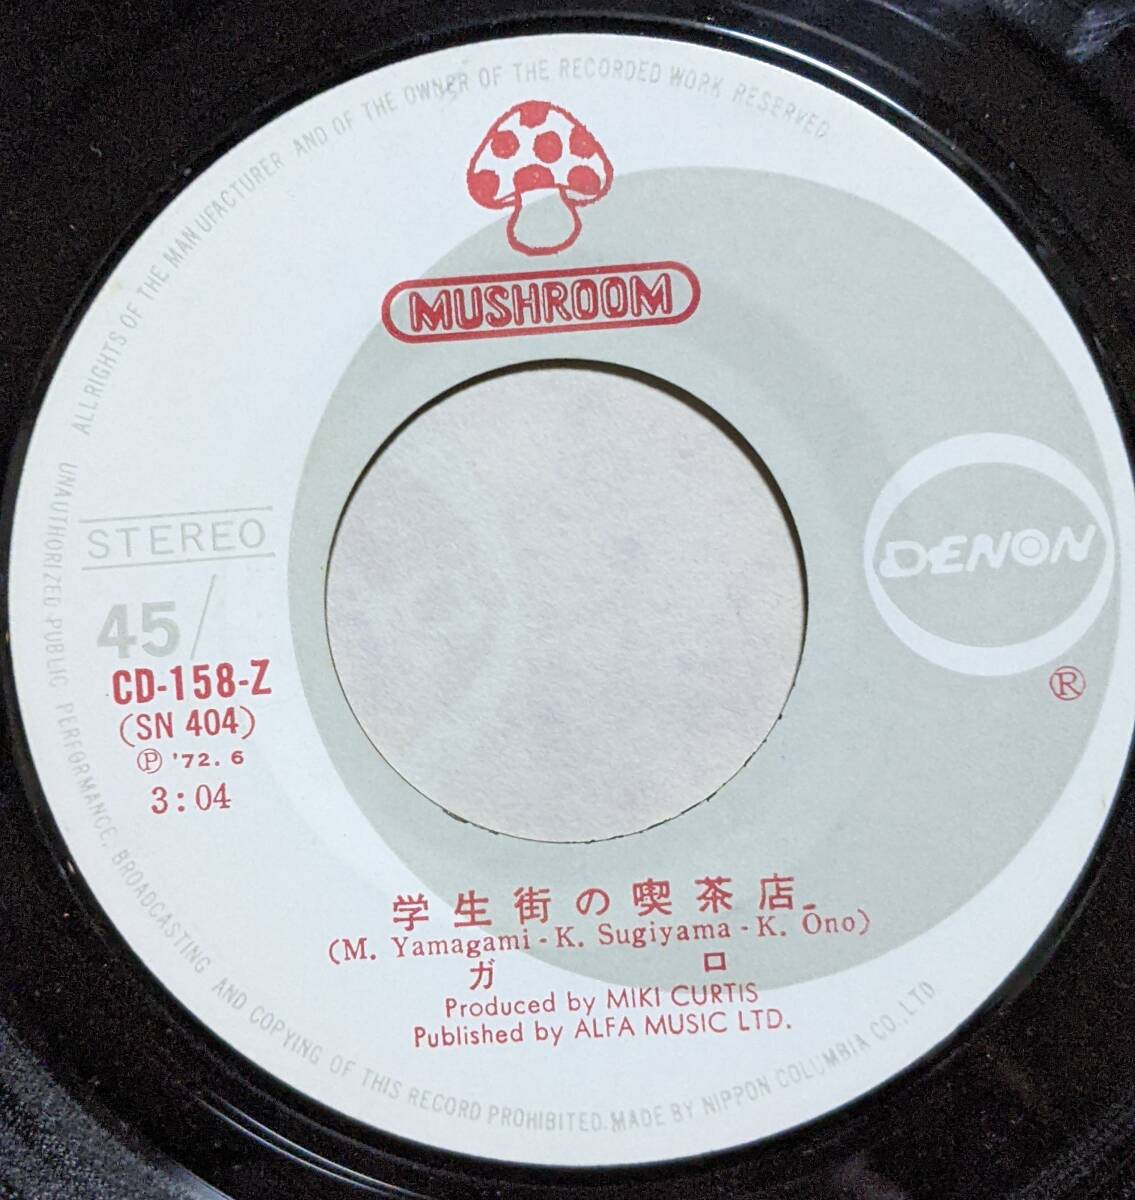 ALL RIGHTS OF THE MANUFACTURER AND OF THE OWNER OF THE RECORDED WORK RESERVED
MUSHROOM
DENON
®
STEREO
45/
CD-158-Z
(SN 404)
Ⓟ '72.6
3:04
学生街の喫茶店
(M. Yamagami - K. Sugiyama - K. Ono)
ガロ
Produced by MIKI CURTIS
Published by ALFA MUSIC LTD.
UNAUTHORIZED PUBLIC PERFORMANCE, BROADCASTING AND COPYING OF THIS RECORD PROHIBITED. MADE BY NIPPON COLUMBIA CO. LTD